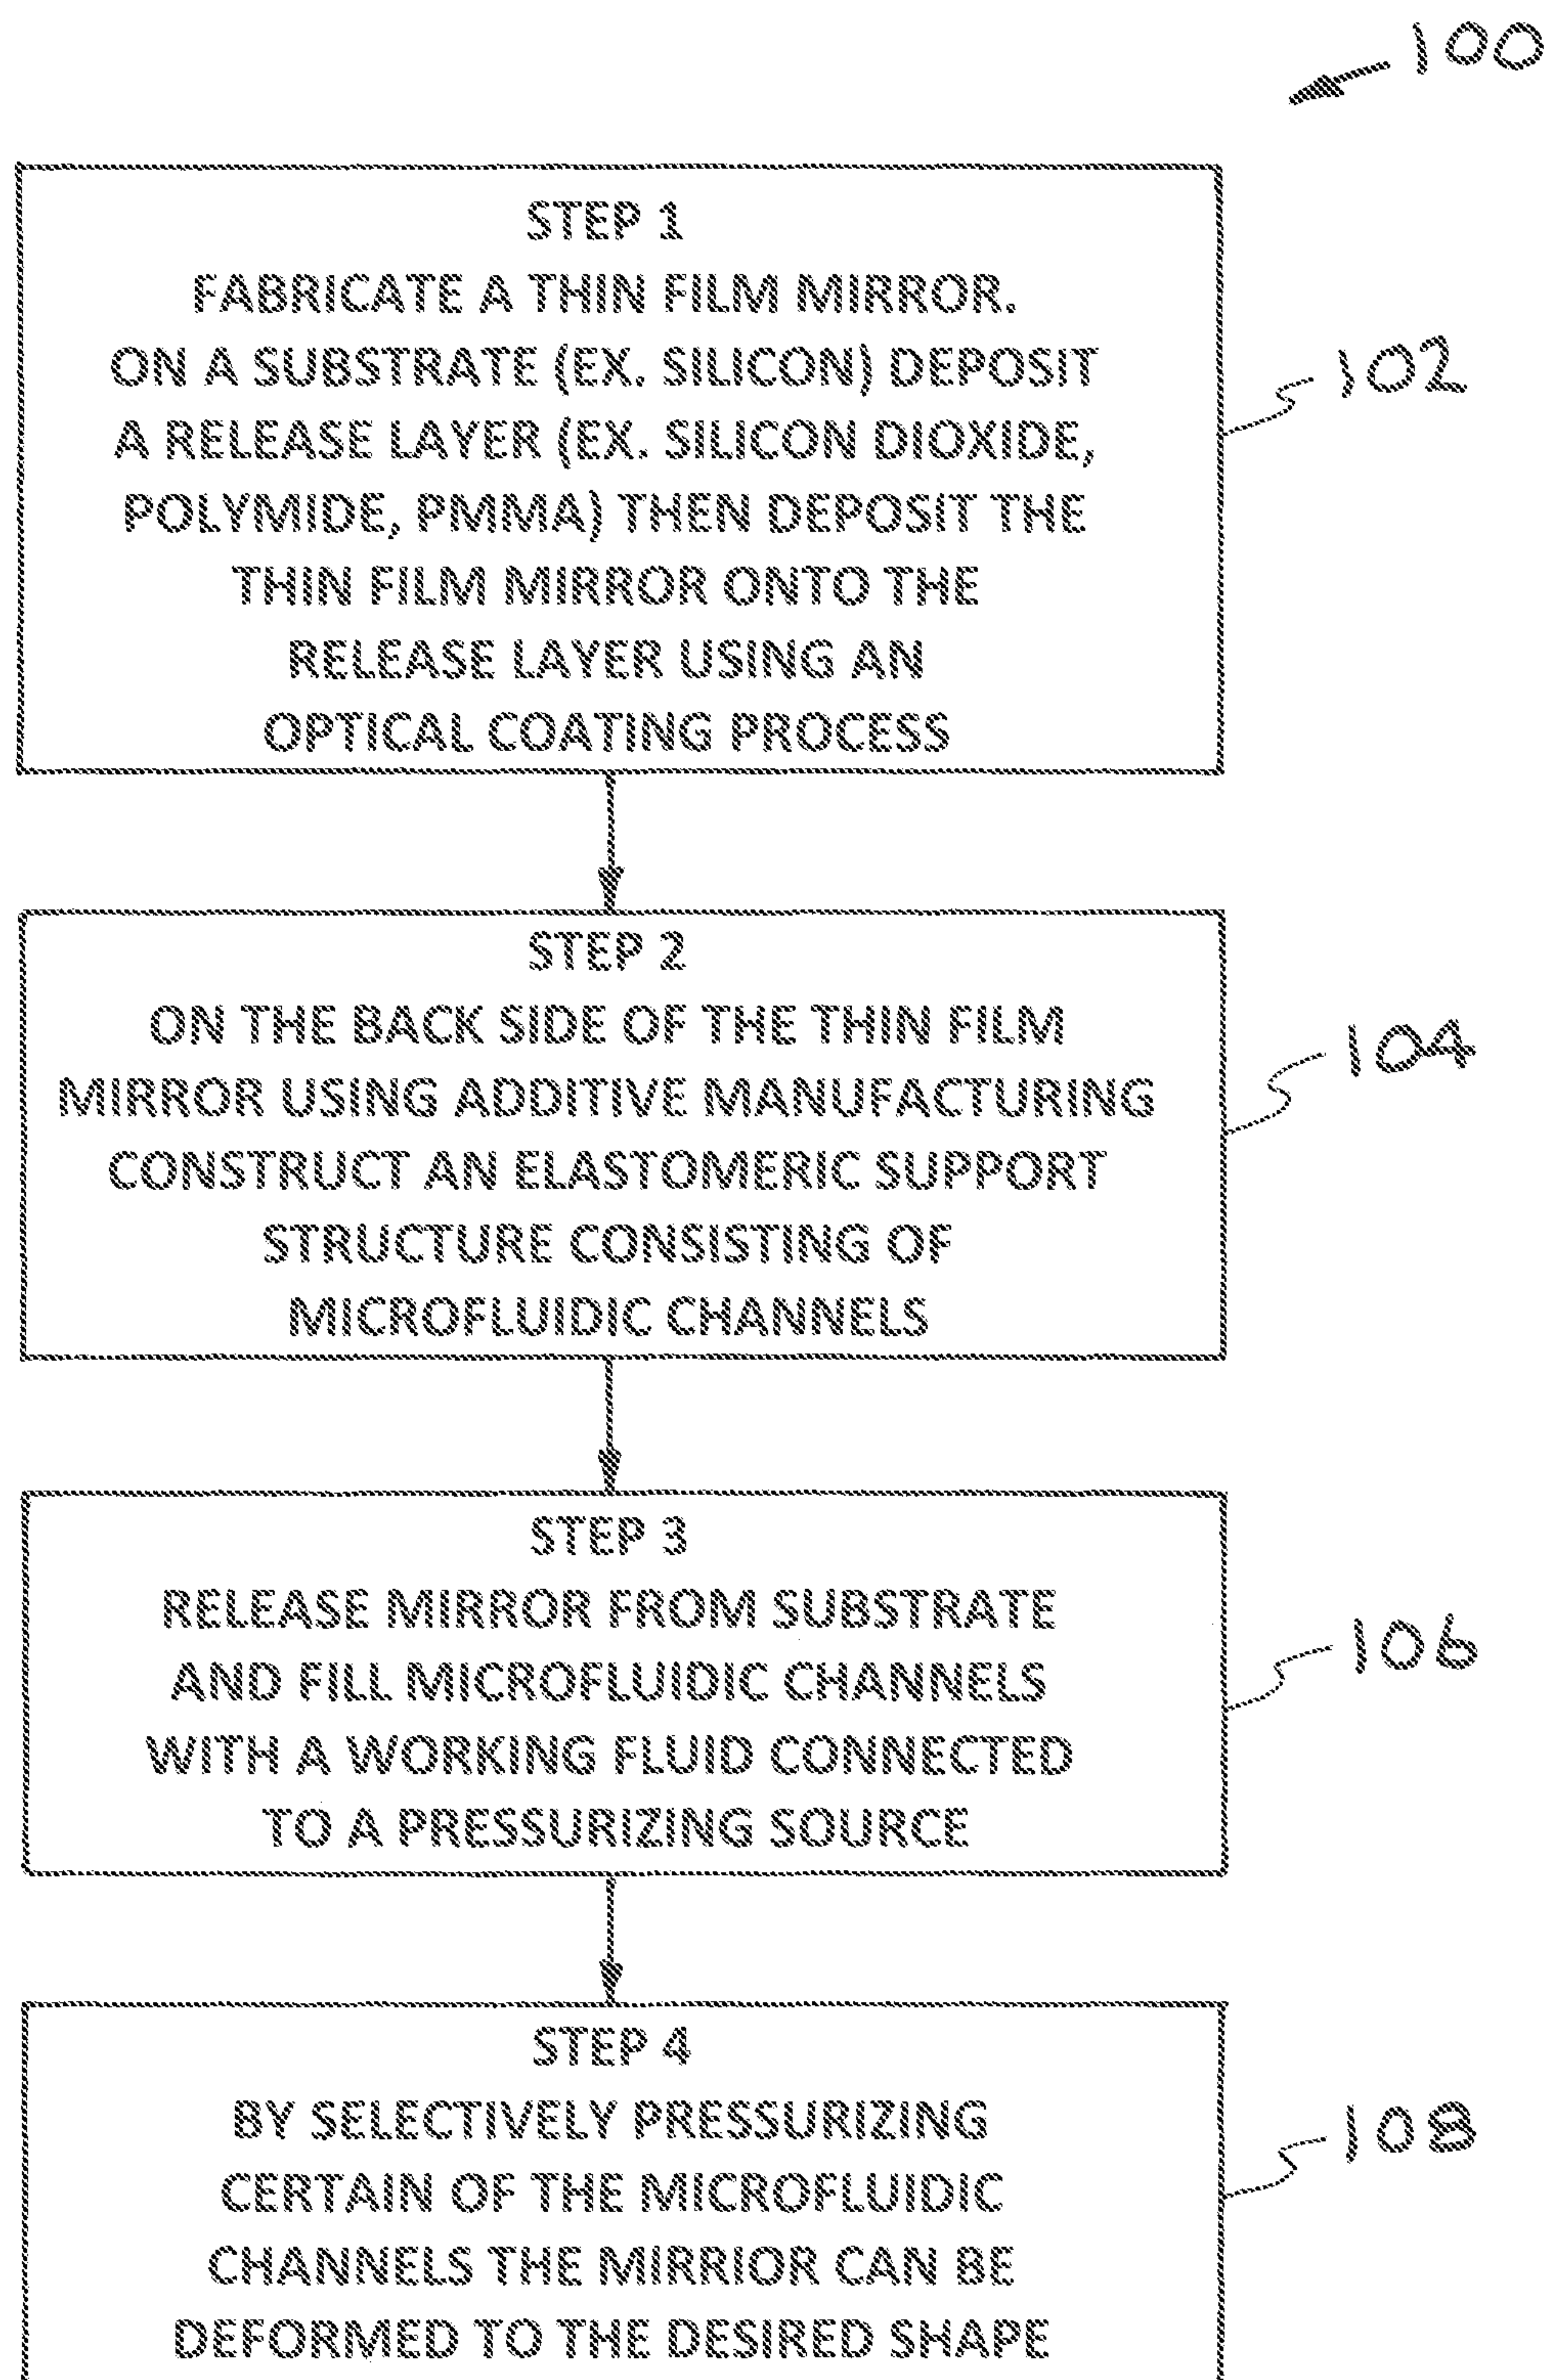 100
STEP 1
FABRICATE A THIN FILM MIRROR.
ON A SUBSTRATE (EX. SILICON) DEPOSIT
A RELEASE LAYER (EX. SILICON DIOXIDE,
POLYMIDE, PMMA) THEN DEPOSIT THE
THIN FILM MIRROR ONTO THE
RELEASE LAYER USING AN
OPTICAL COATING PROCESS
102
STEP 2
ON THE BACK SIDE OF THE THIN FILM
MIRROR USING ADDITIVE MANUFACTURING
CONSTRUCT AN ELASTOMERIC SUPPORT
STRUCTURE CONSISTING OF
MICROFLUIDIC CHANNELS
104
STEP 3
RELEASE MIRROR FROM SUBSTRATE
AND FILL MICROFLUIDIC CHANNELS
WITH A WORKING FLUID CONNECTED
TO A PRESSURIZING SOURCE
106
STEP 4
BY SELECTIVELY PRESSURIZING
CERTAIN OF THE MICROFLUIDIC
CHANNELS THE MIRRIOR CAN BE
DEFORMED TO THE DESIRED SHAPE
108